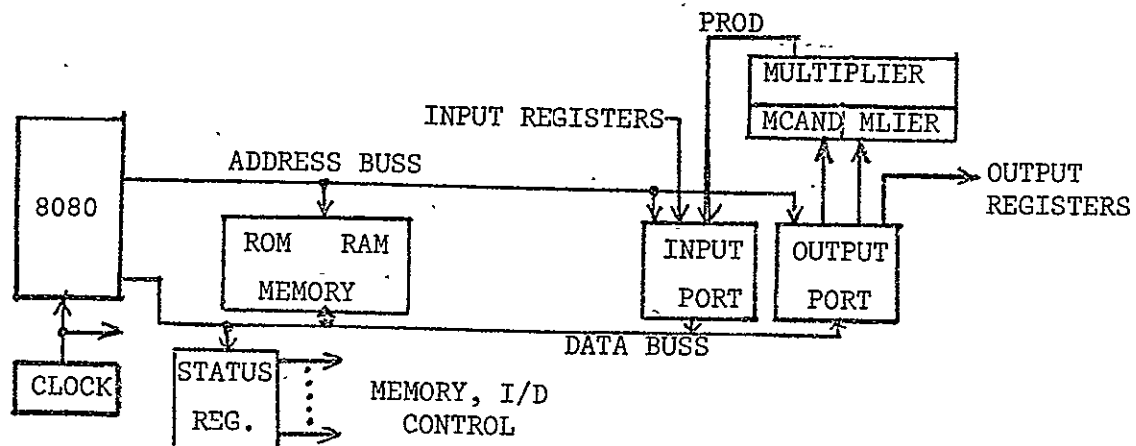 PROD
MULTIPLIER
MCAND MLIER
INPUT REGISTERS
ADDRESS BUSS
OUTPUT
REGISTERS
8080
ROM RAM
MEMORY
INPUT
PORT
OUTPUT
PORT
DATA BUSS
CLOCK
STATUS
REG.
MEMORY, I/D
CONTROL